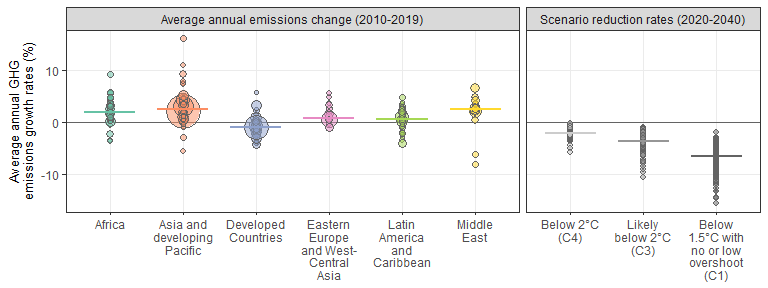 Average annual emissions change (2010-2019)
Scenario reduction rates (2020-2040)
Average annual GHG
emissions growth rates (%)
10
0
-10
Africa
Asia and
developing
Pacific
Developed
Countries
Eastern
Europe
and West-
Central
Asia
Latin
America
and
Caribbean
Middle
East
Below 2°C
(C4)
Likely
below 2°C
(C3)
Below
1.5°C with
no or low
overshoot
(C1)